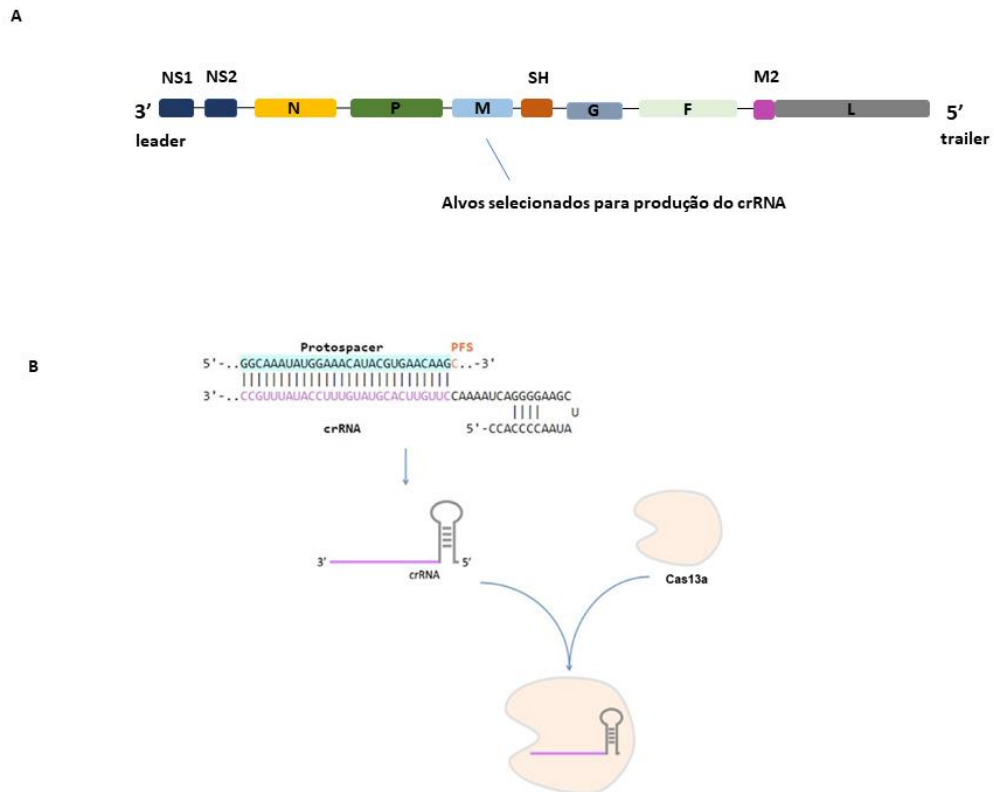 A
NS1 NS2 SH M2
3’ N P M G F L 5’
leader trailer
Alvos selecionados para produção do crRNA
B
Protospacer PFS
5'-..GGCAAAUAUGGAAACAUACGUGAACAAGC..-3'
3'-..CCGUUUAUACCUUUGUAUGCACUUGUUCCAAAAUCAGGGGAAGC
U
crRNA 5'-CCACCCCAAUA
3' crRNA 5'
Cas13a